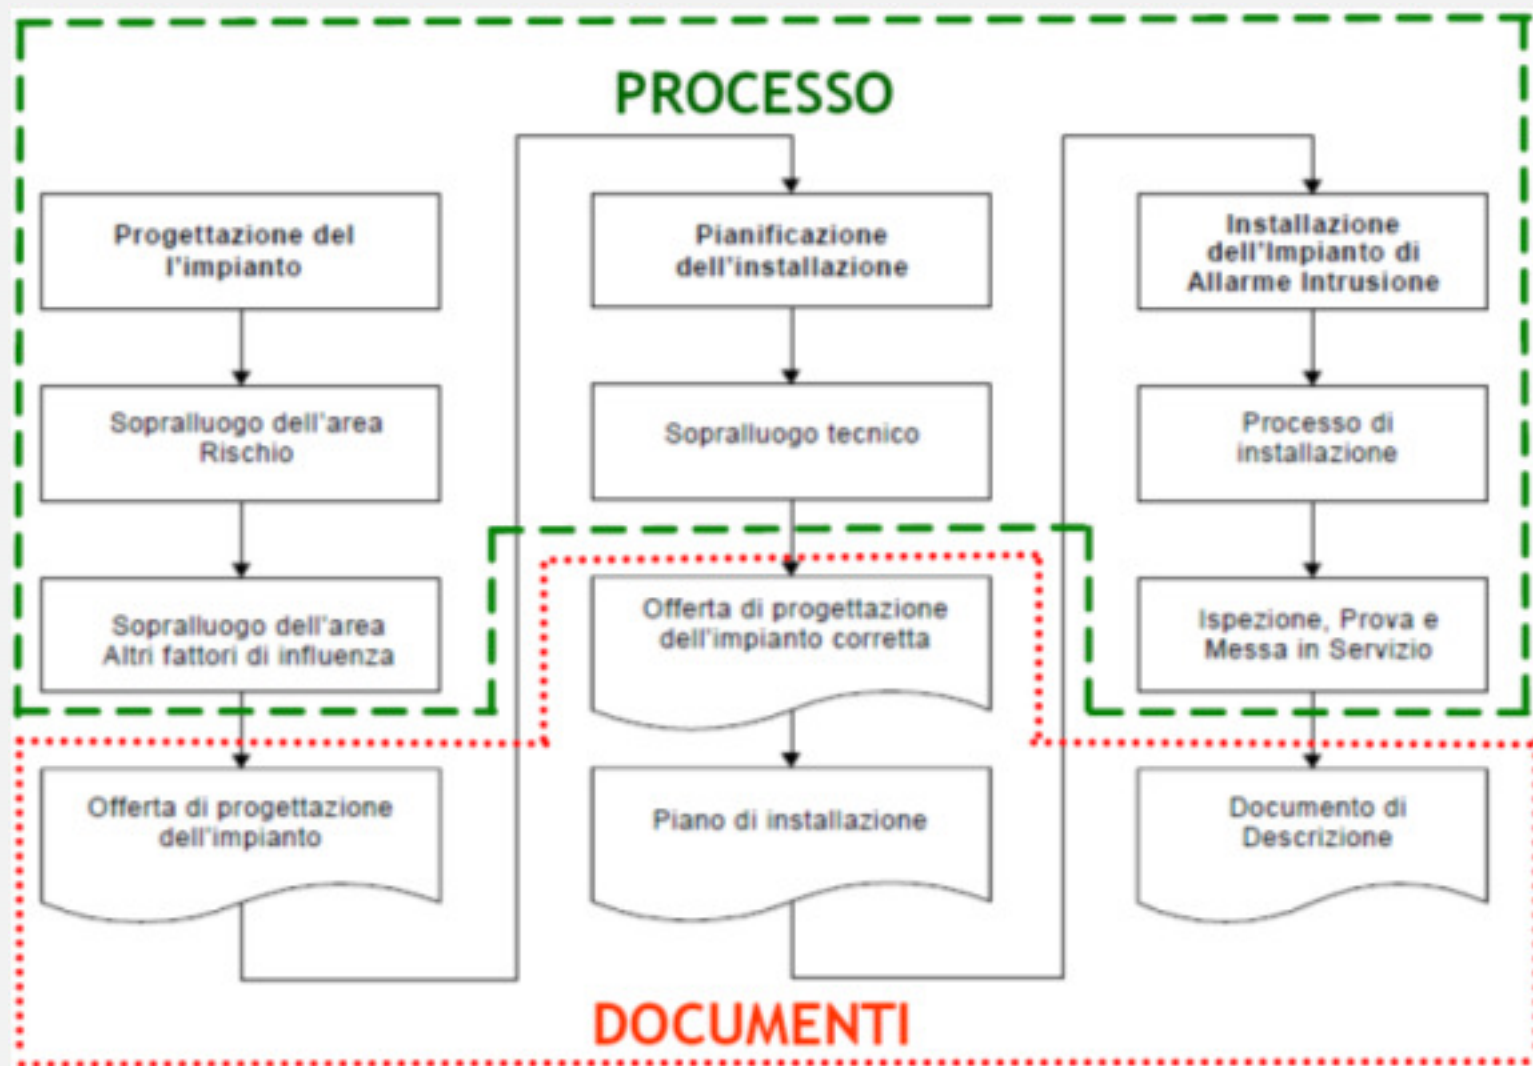 PROCESSO
Progettazione del
l'impianto
Sopralluogo dell'area
Rischio
Sopralluogo dell'area
Altri fattori di influenza
Offerta di progettazione
dell'impianto
Pianificazione
dell'installazione
Sopralluogo tecnico
Offerta di progettazione
dell'impianto corretta
Piano di installazione
Installazione
dell'Impianto di
Allarme Intrusione
Processo di
installazione
Ispezione, Prova e
Messa in Servizio
Documento di
Descrizione
DOCUMENTI